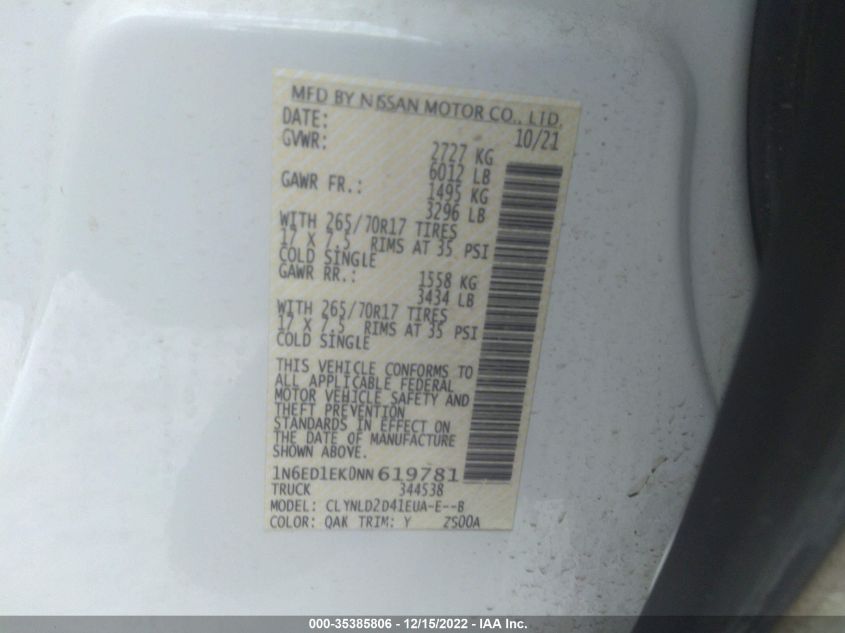 MFD BY NISSAN MOTOR CO., LTD.
DATE: 10/21
GVWR: 2727 KG
6012 LB
GAWR FR.: 1495 KG
3296 LB
WITH 265/70R17 TIRES
17 X 7.5 RIMS AT 35 PSI
COLD SINGLE
GAWR RR.: 1558 KG
3434 LB
WITH 265/70R17 TIRES
17 X 7.5 RIMS AT 35 PSI
COLD SINGLE
THIS VEHICLE CONFORMS TO
ALL APPLICABLE FEDERAL
MOTOR VEHICLE SAFETY AND
THEFT PREVENTION
STANDARDS IN EFFECT ON
THE DATE OF MANUFACTURE
SHOWN ABOVE.
1N6ED1EK0NN619781
TRUCK 344538
MODEL: CLYNLD2D41EUA-E--B
COLOR: QAK TRIM: Y ZS00A
000-35385806 - 12/15/2022 - IAA Inc.